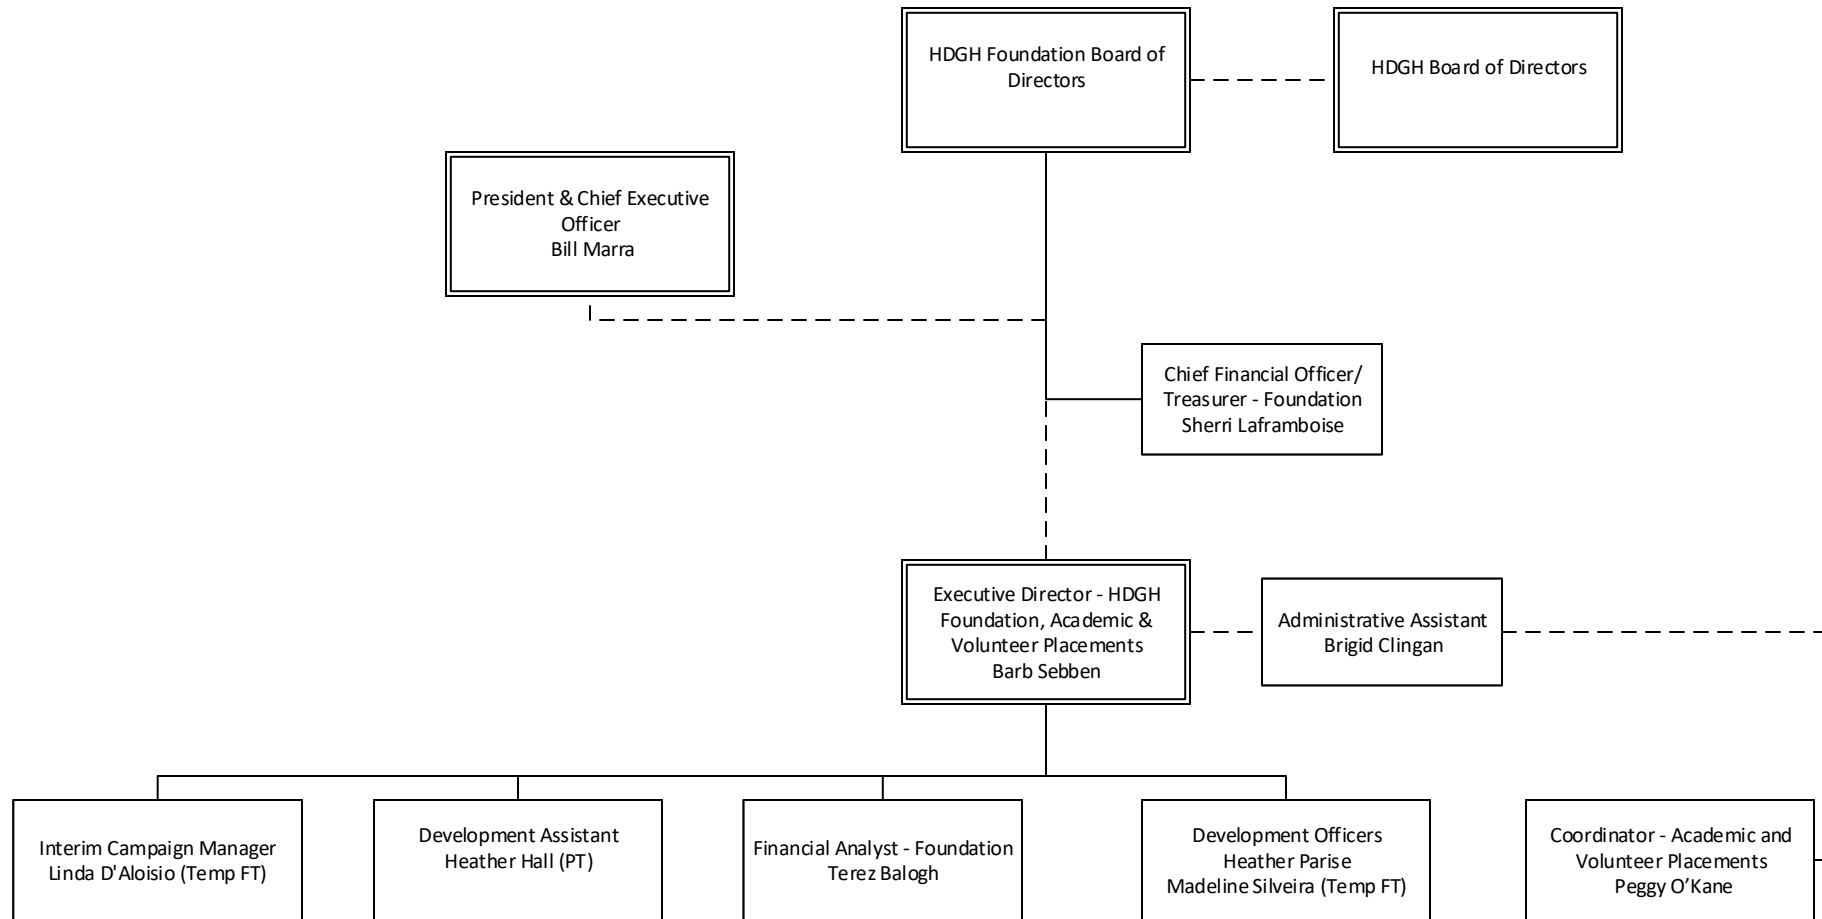 HDGH Foundation Board of
Directors
HDGH Board of Directors
President & Chief Executive
Officer
Bill Marra
Chief Financial Officer/
Treasurer - Foundation
Sherri Laframboise
Executive Director - HDGH
Foundation, Academic &
Volunteer Placements
Barb Sebben
Administrative Assistant
Brigid Clingan
Interim Campaign Manager
Linda D'Aloisio (Temp FT)
Development Assistant
Heather Hall (PT)
Financial Analyst - Foundation
Terez Balogh
Development Officers
Heather Parise
Madeline Silveira (Temp FT)
Coordinator - Academic and
Volunteer Placements
Peggy O’Kane